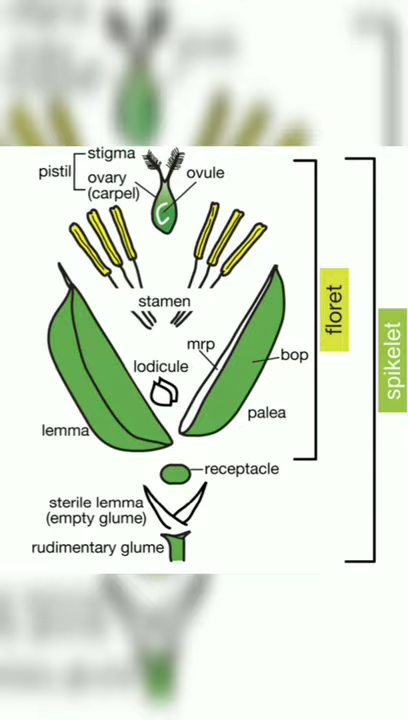 stigma
pistil
ovary
(carpel)
ovule
stamen
mrp
bop
lodicule
palea
lemma
receptacle
sterile lemma
(empty glume)
rudimentary glume
floret
spikelet